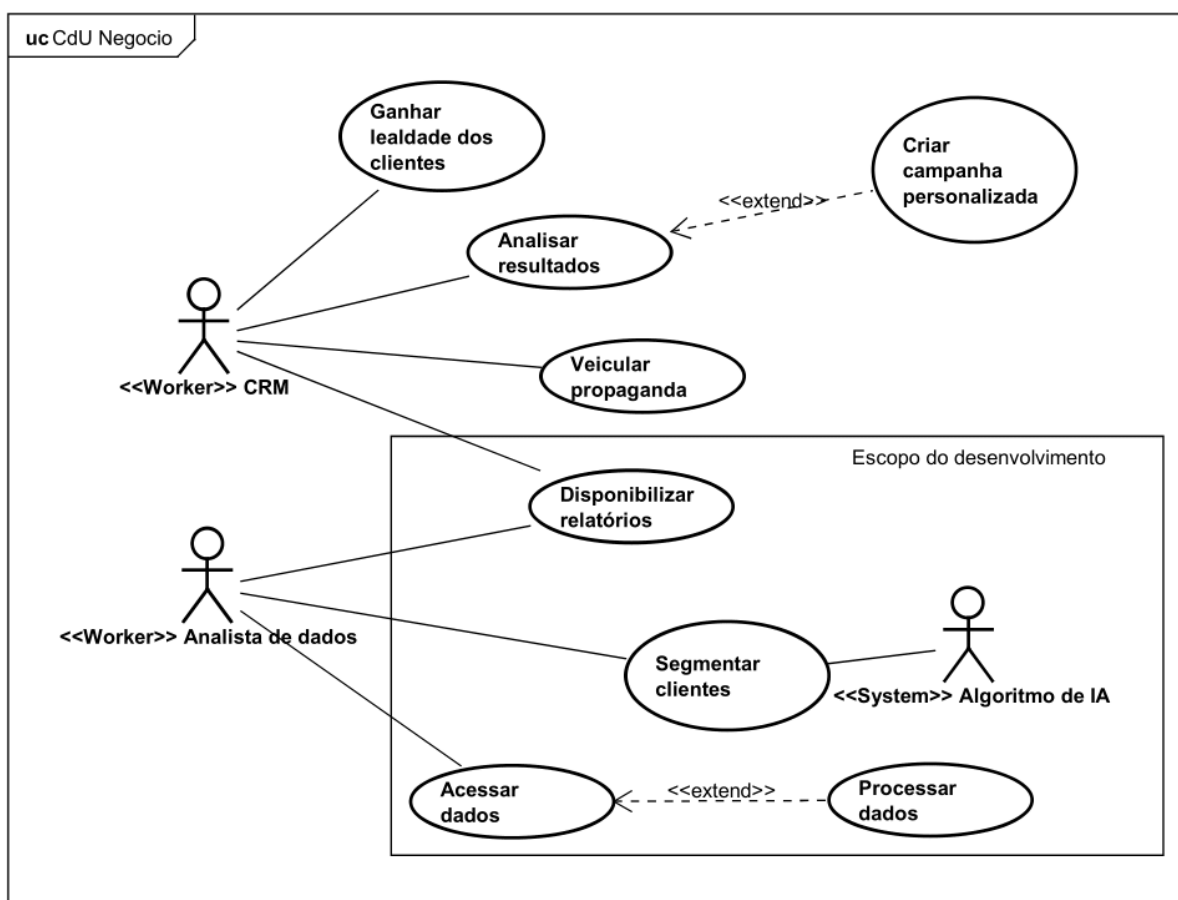 uc CdU Negocio
Ganhar
lealdade dos
clientes
Criar
campanha
personalizada
<<extend>>
Analisar
resultados
Veicular
propaganda
<<Worker>> CRM
Escopo do desenvolvimento
Disponibilizar
relatórios
<<Worker>> Analista de dados
Segmentar
clientes
<<System>> Algoritmo de IA
Acessar
dados
<<extend>>
Processar
dados